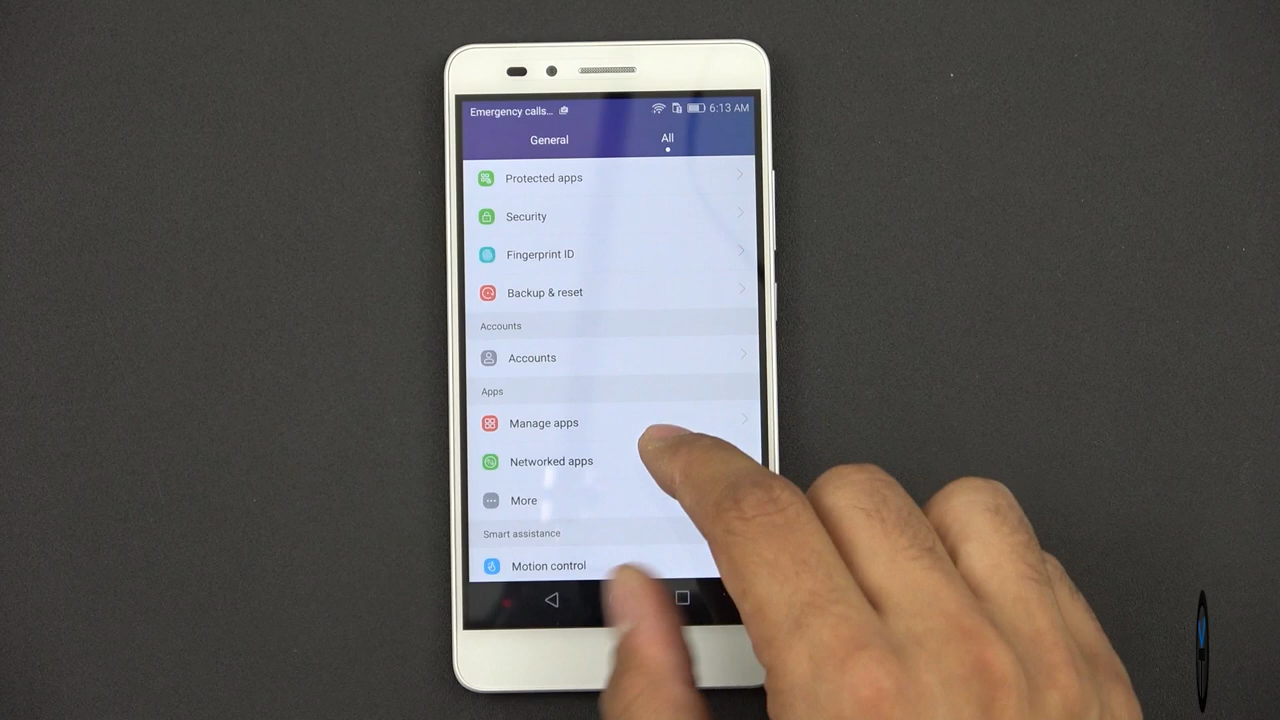 Emergency calls...
6:13 AM
General
All
Protected apps
Security
Fingerprint ID
Backup & reset
Accounts
Accounts
Apps
Manage apps
Networked apps
More
Smart assistance
Motion control